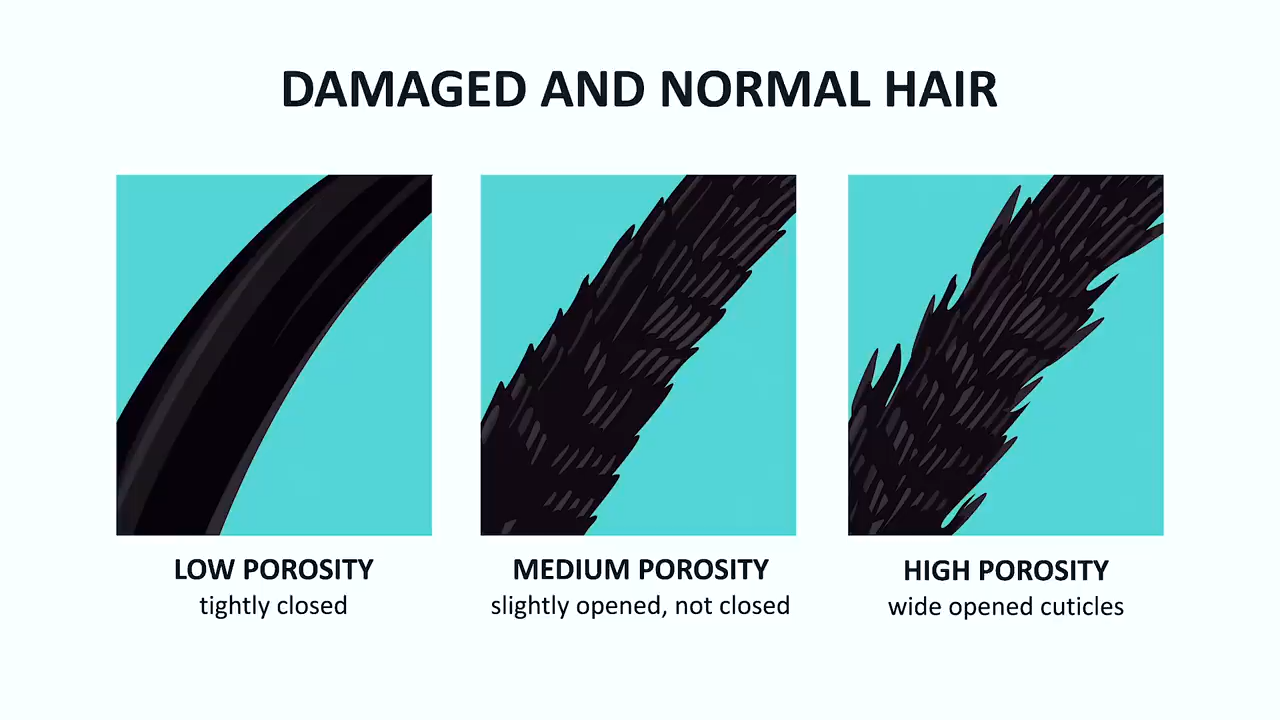 DAMAGED AND NORMAL HAIR
LOW POROSITY
tightly closed
MEDIUM POROSITY
slightly opened, not closed
HIGH POROSITY
wide opened cuticles